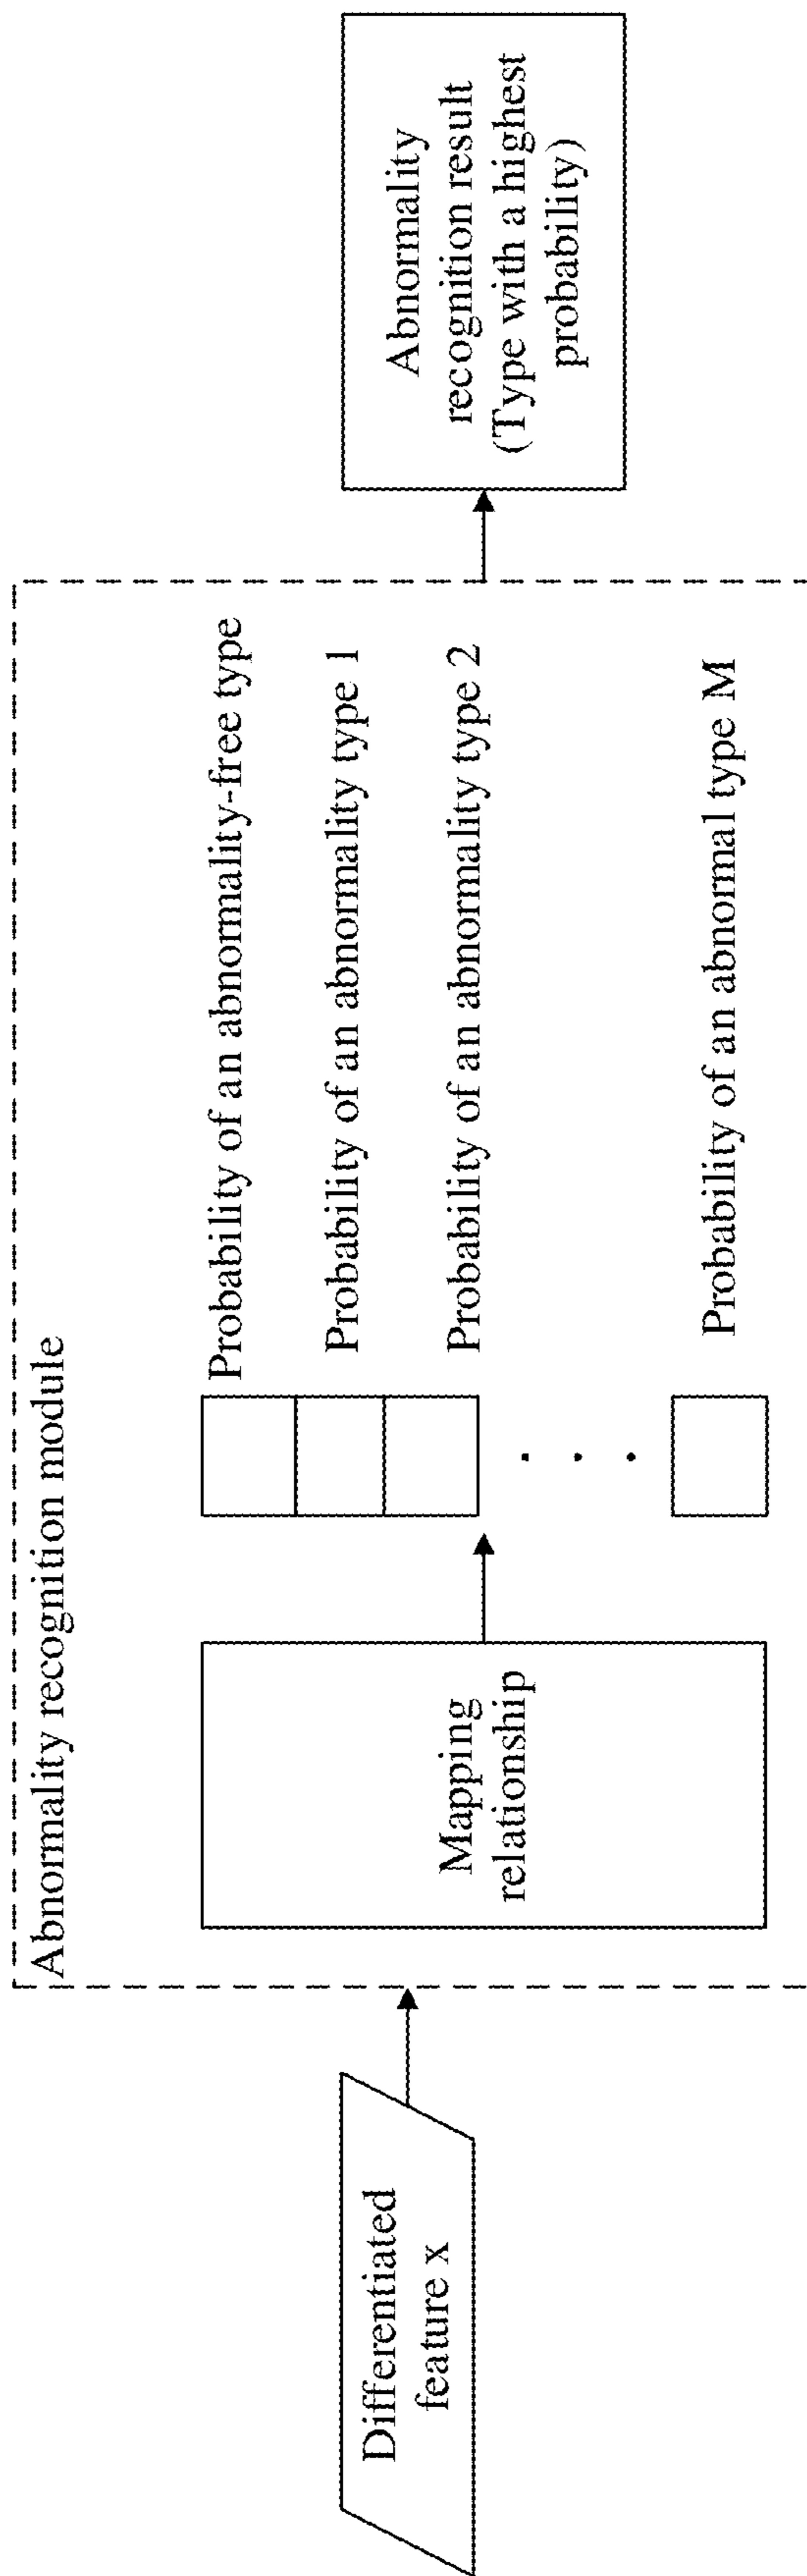 Abnormality recognition module
Differentiated
feature x
Mapping
relationship
Probability of an abnormality-free type
Probability of an abnormality type 1
Probability of an abnormality type 2
Probability of an abnormal type M
Abnormality
recognition result
(Type with a highest
probability)